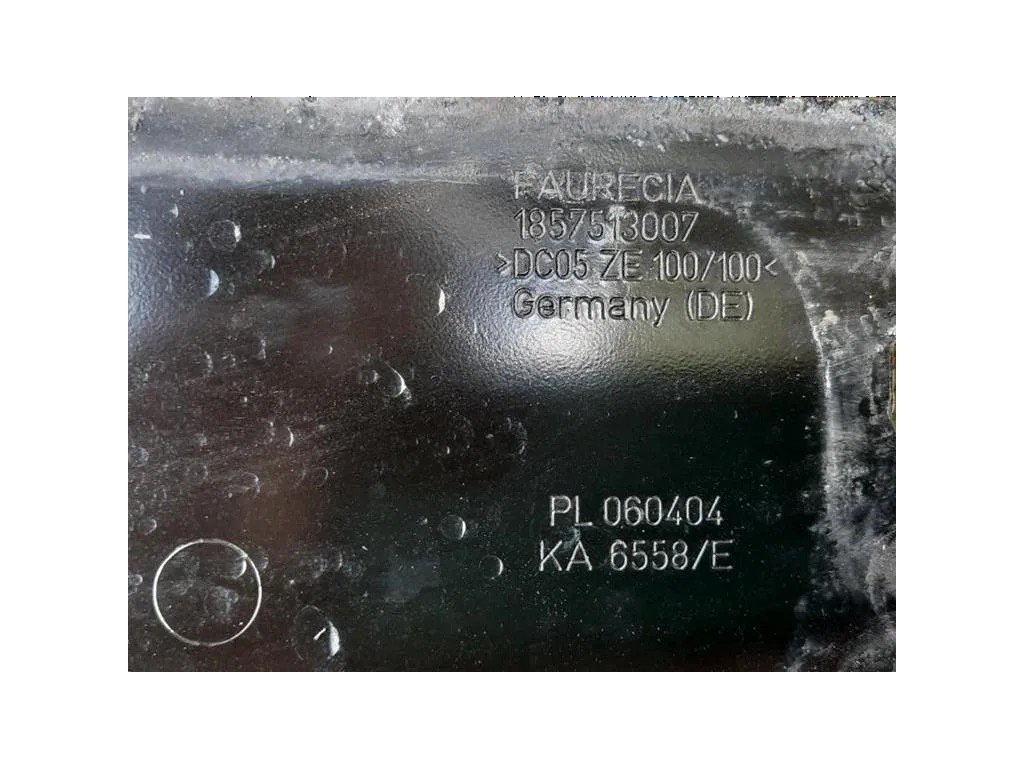 FAURECIA
1857513007
>DC05 ZE 100/100<
Germany (DE)
PL 060404
KA 6558/E